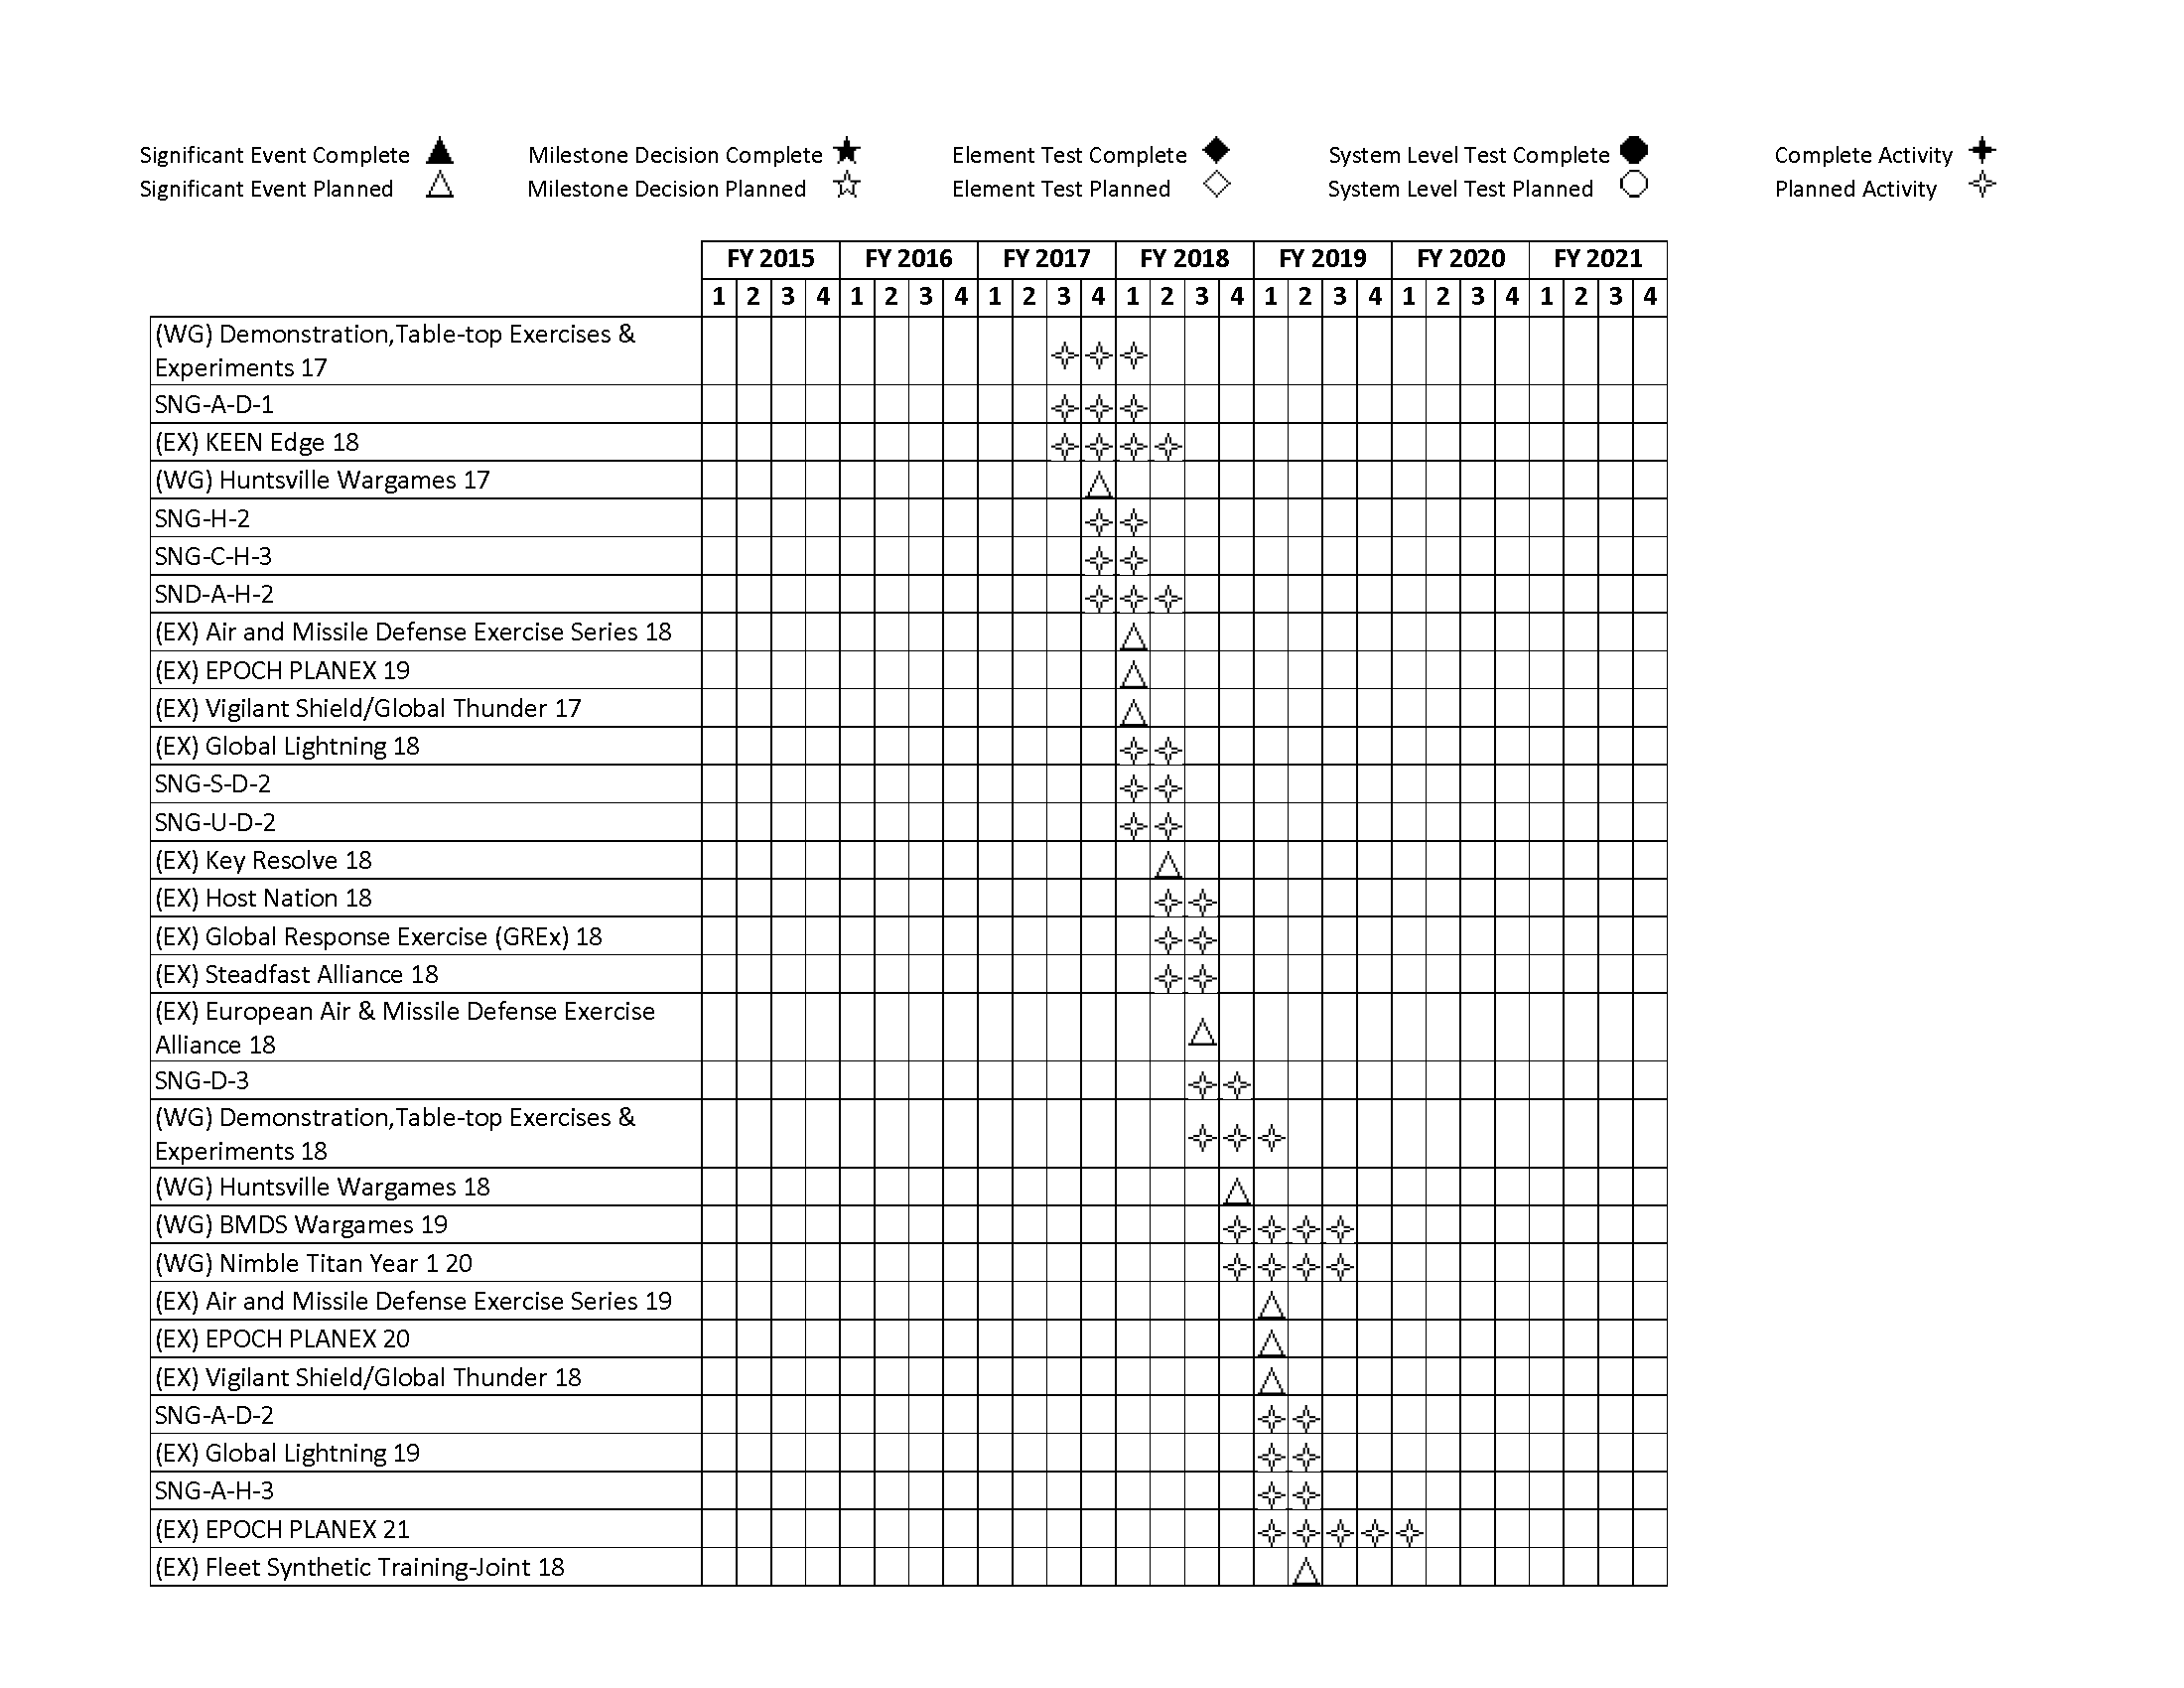 Significant Event Complete Milestone Decision Complete Element Test Complete System Level Test Complete Complete Activity
Significant Event Planned Milestone Decision Planned Element Test Planned System Level Test Planned Planned Activity
FY 2015 FY 2016 FY 2017 FY 2018 FY 2019 FY 2020 FY 2021
1 2 3 4 1 2 3 4 1 2 3 4 1 2 3 4 1 2 3 4 1 2 3 4 1 2 3 4
(WG) Demonstration,Table-top Exercises &
Experiments 17
SNG-A-D-1
(EX) KEEN Edge 18
(WG) Huntsville Wargames 17
SNG-H-2
SNG-C-H-3
SND-A-H-2
(EX) Air and Missile Defense Exercise Series 18
(EX) EPOCH PLANEX 19
(EX) Vigilant Shield/Global Thunder 17
(EX) Global Lightning 18
SNG-S-D-2
SNG-U-D-2
(EX) Key Resolve 18
(EX) Host Nation 18
(EX) Global Response Exercise (GREx) 18
(EX) Steadfast Alliance 18
(EX) European Air & Missile Defense Exercise
Alliance 18
SNG-D-3
(WG) Demonstration,Table-top Exercises &
Experiments 18
(WG) Huntsville Wargames 18
(WG) BMDS Wargames 19
(WG) Nimble Titan Year 1 20
(EX) Air and Missile Defense Exercise Series 19
(EX) EPOCH PLANEX 20
(EX) Vigilant Shield/Global Thunder 18
SNG-A-D-2
(EX) Global Lightning 19
SNG-A-H-3
(EX) EPOCH PLANEX 21
(EX) Fleet Synthetic Training-Joint 18